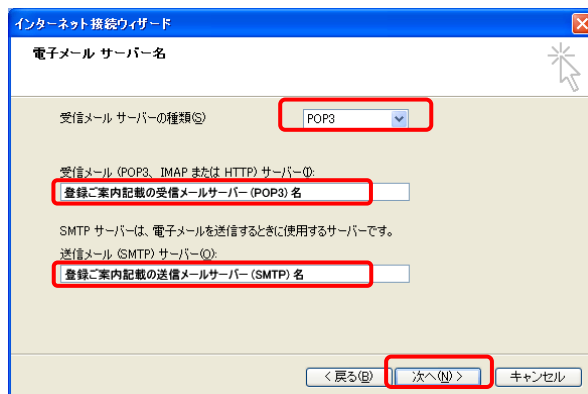 インターネット接続ウィザード
電子メール サーバー名
受信メール サーバーの種類(S)
POP3
受信メール (POP3、IMAP または HTTP) サーバー(I):
登録ご案内記載の受信メールサーバー(POP3)名
SMTP サーバーは、電子メールを送信するときに使用するサーバーです。
送信メール (SMTP) サーバー(O):
登録ご案内記載の送信メールサーバー(SMTP)名
< 戻る(B)
次へ(N) >
キャンセル